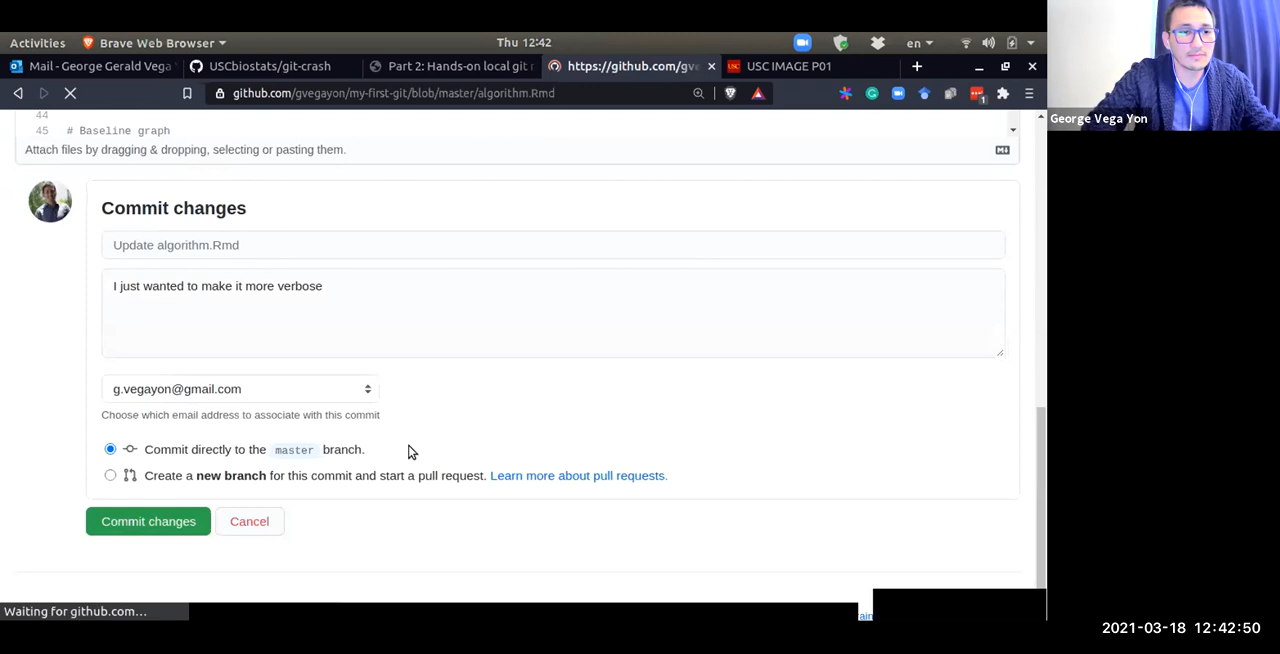 Activities Brave Web Browser Thu 12:42 en
Mail - George Gerald Vega USCbiostats/git-crash Part 2: Hands-on local git r https://github.com/gve USC USC IMAGE P01
github.com/gvegayon/my-first-git/blob/master/algorithm.Rmd 1
George Vega Yon
44
45 # Baseline graph
Attach files by dragging & dropping, selecting or pasting them.
Commit changes
Update algorithm.Rmd
I just wanted to make it more verbose
g.vegayon@gmail.com
Choose which email address to associate with this commit
Commit directly to the master branch.
Create a new branch for this commit and start a pull request. Learn more about pull requests.
Commit changes Cancel
Waiting for github.com…
2021-03-18 12:42:50